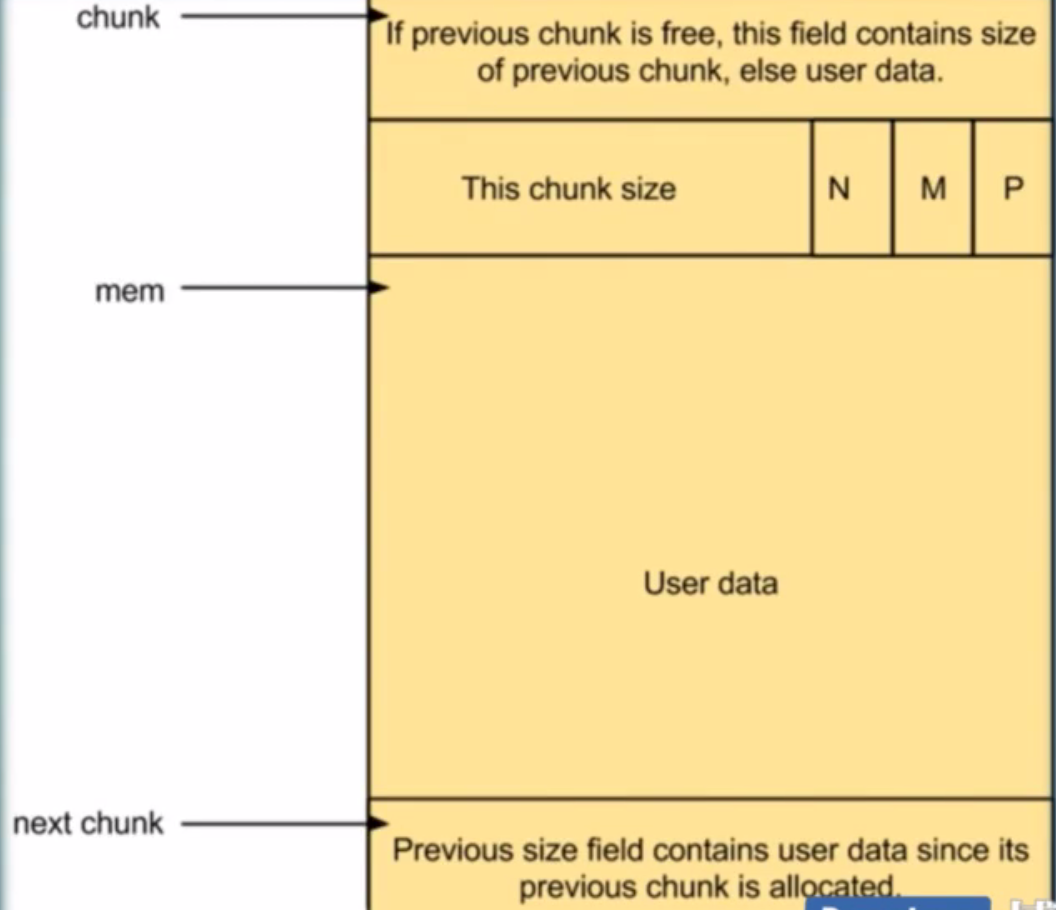 chunk
If previous chunk is free, this field contains size
of previous chunk, else user data.
This chunk size
N
M
P
mem
User data
next chunk
Previous size field contains user data since its
previous chunk is allocated.